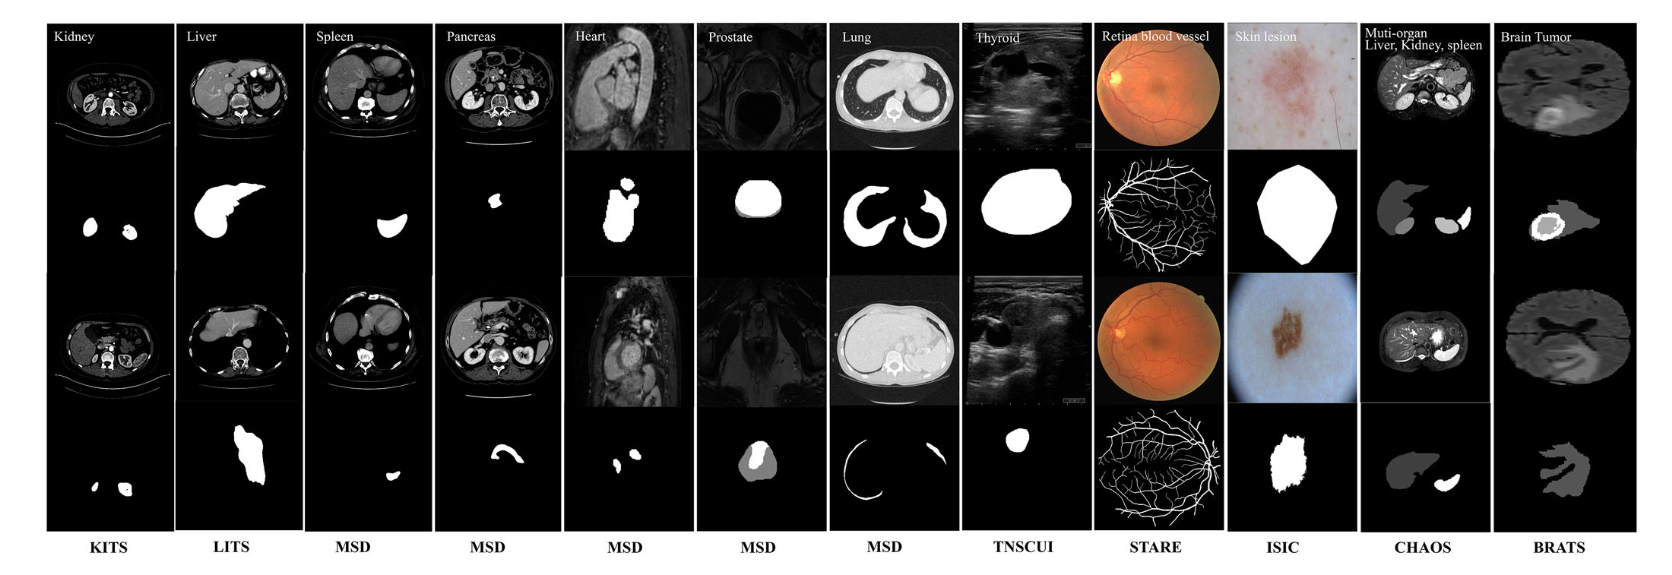 Kidney
Liver
Spleen
Pancreas
Heart
Prostate
Lung
Thyroid
Retina blood vessel
Skin lesion
Muti-organ
Liver, Kidney, spleen
Brain Tumor
KITS
LITS
MSD
MSD
MSD
MSD
MSD
TNSCUI
STARE
ISIC
CHAOS
BRATS